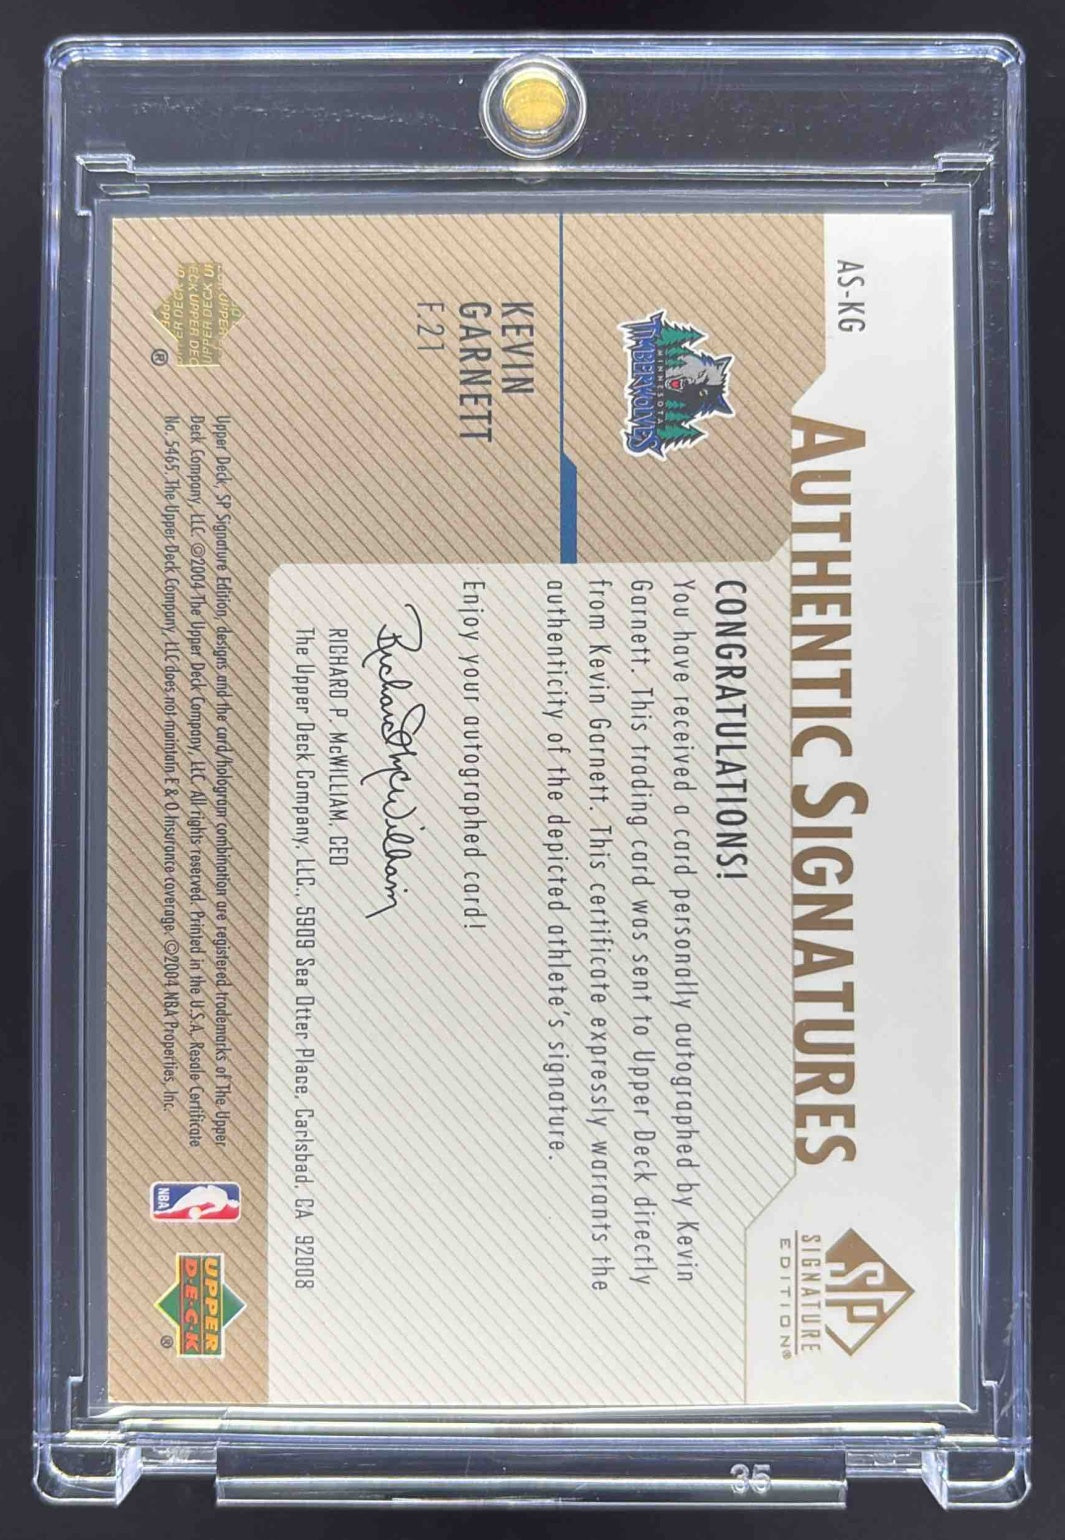 AS-KG
AUTHENTIC SIGNATURES
SP
SIGNATURE
EDITION®
MINNESOTA
TIMBERWOLVES
KEVIN
GARNETT
F. 21
CONGRATULATIONS!
You have received a card personally autographed by Kevin
Garnett. This trading card was sent to Upper Deck directly
from Kevin Garnett. This certificate expressly warrants the
authenticity of the depicted athlete's signature.
Enjoy your autographed card!
Richard P. McWilliam
RICHARD P. McWILLIAM, CEO
The Upper Deck Company, LLC., 5909 Sea Otter Place, Carlsbad, CA 92008
Upper Deck, SP Signature Edition, designs and the card/hologram combination are registered trademarks of The Upper
Deck Company, LLC. ©2004 The Upper Deck Company, LLC. All rights reserved. Printed in the U.S.A. Resale Certificate
No. 5465. The Upper Deck Company, LLC does not maintain E & O Insurance coverage. ©2004 NBA Properties, Inc.
®
NBA
UPPER
DECK
®
35